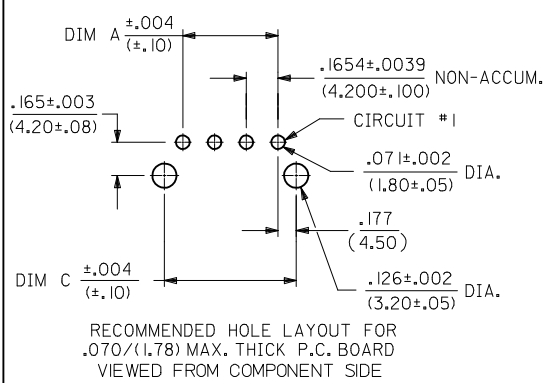 DIM A ±.004
(±.10)
.1654±.0039
(4.200±.100)
NON-ACCUM.
.165±.003
(4.20±.08)
CIRCUIT #1
.071±.002
(1.80±.05)
DIA.
.177
(4.50)
DIM C ±.004
(±.10)
.126±.002
(3.20±.05)
DIA.
RECOMMENDED HOLE LAYOUT FOR
.070/(1.78) MAX. THICK P.C. BOARD
VIEWED FROM COMPONENT SIDE